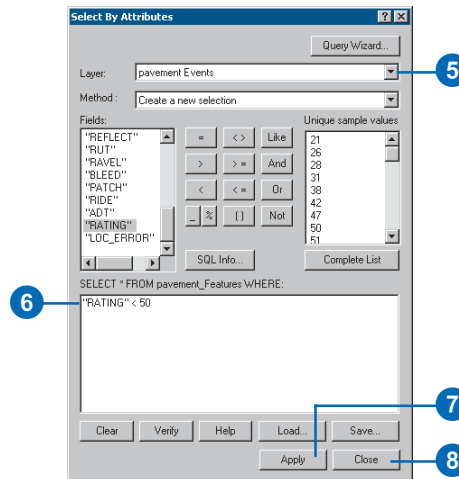 Select By Attributes
Query Wizard...
Layer: pavement Events
5
Method : Create a new selection
Fields:
Unique sample values
"REFLECT"
"RUT"
"RAVEL"
"BLEED"
"PATCH"
"RIDE"
"ADT"
"RATING"
"LOC_ERROR"
= < > Like
> > = And
< < = Or
_ % ( ) Not
21
26
28
31
38
42
47
50
51
SQL Info...
Complete List
SELECT * FROM pavement_Features WHERE:
6
"RATING" < 50
7
Clear Verify Help Load... Save...
Apply Close
8